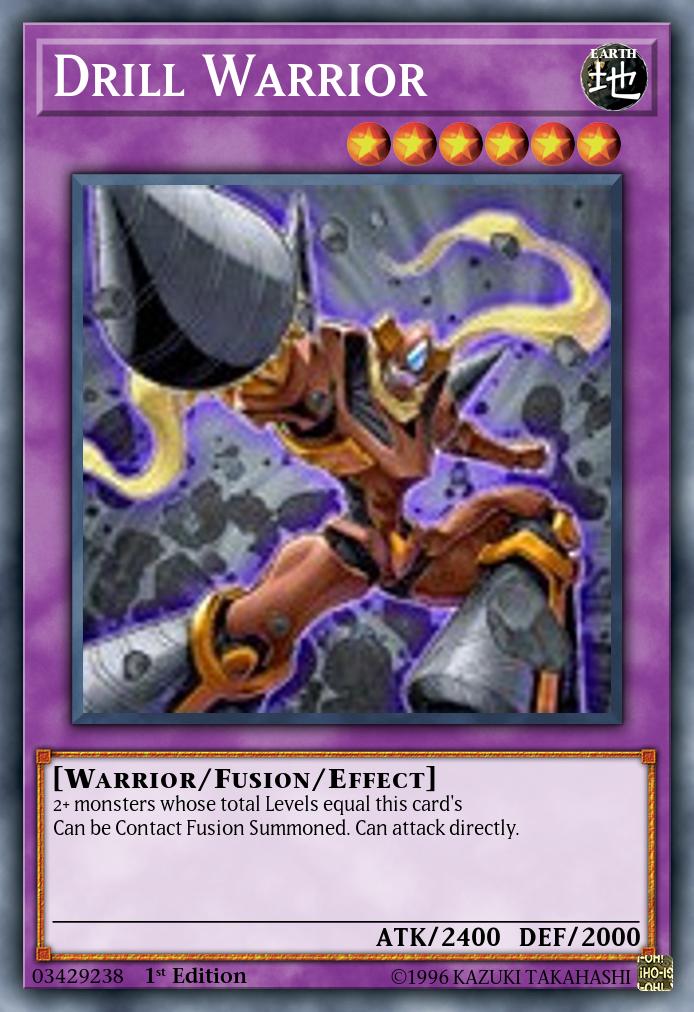 Drill Warrior
EARTH
地
[Warrior/Fusion/Effect]
2+ monsters whose total Levels equal this card's
Can be Contact Fusion Summoned. Can attack directly.
ATK/2400 DEF/2000
03429238 1st Edition ©1996 KAZUKI TAKAHASHI